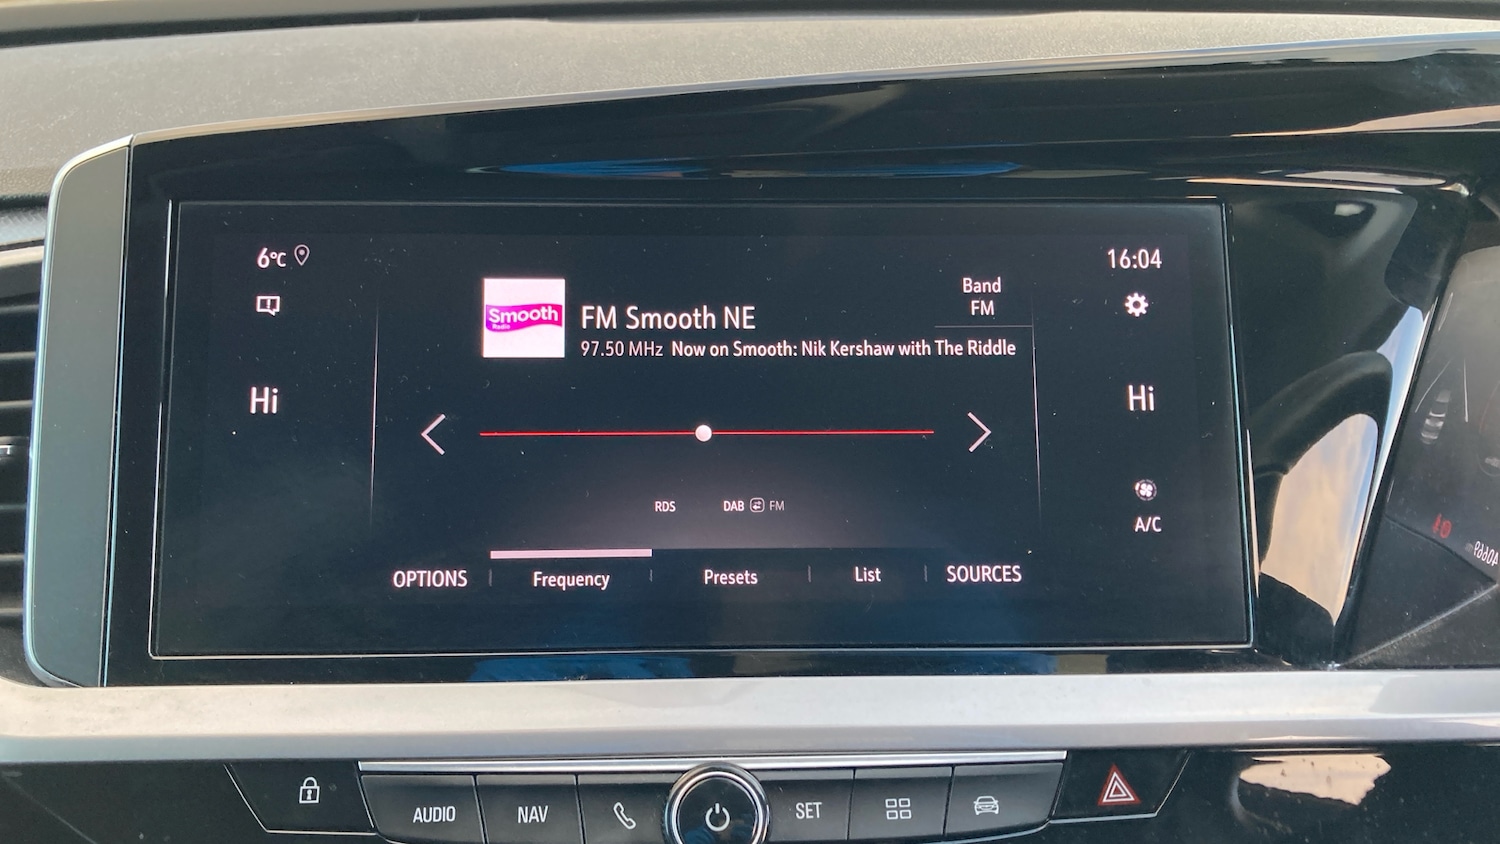 6°C
16:04
Smooth
Radio
FM Smooth NE
97.50 MHz Now on Smooth: Nik Kershaw with The Riddle
Band
FM
Hi
Hi
RDS
DAB
FM
A/C
OPTIONS
Frequency
Presets
List
SOURCES
AUDIO
NAV
SET